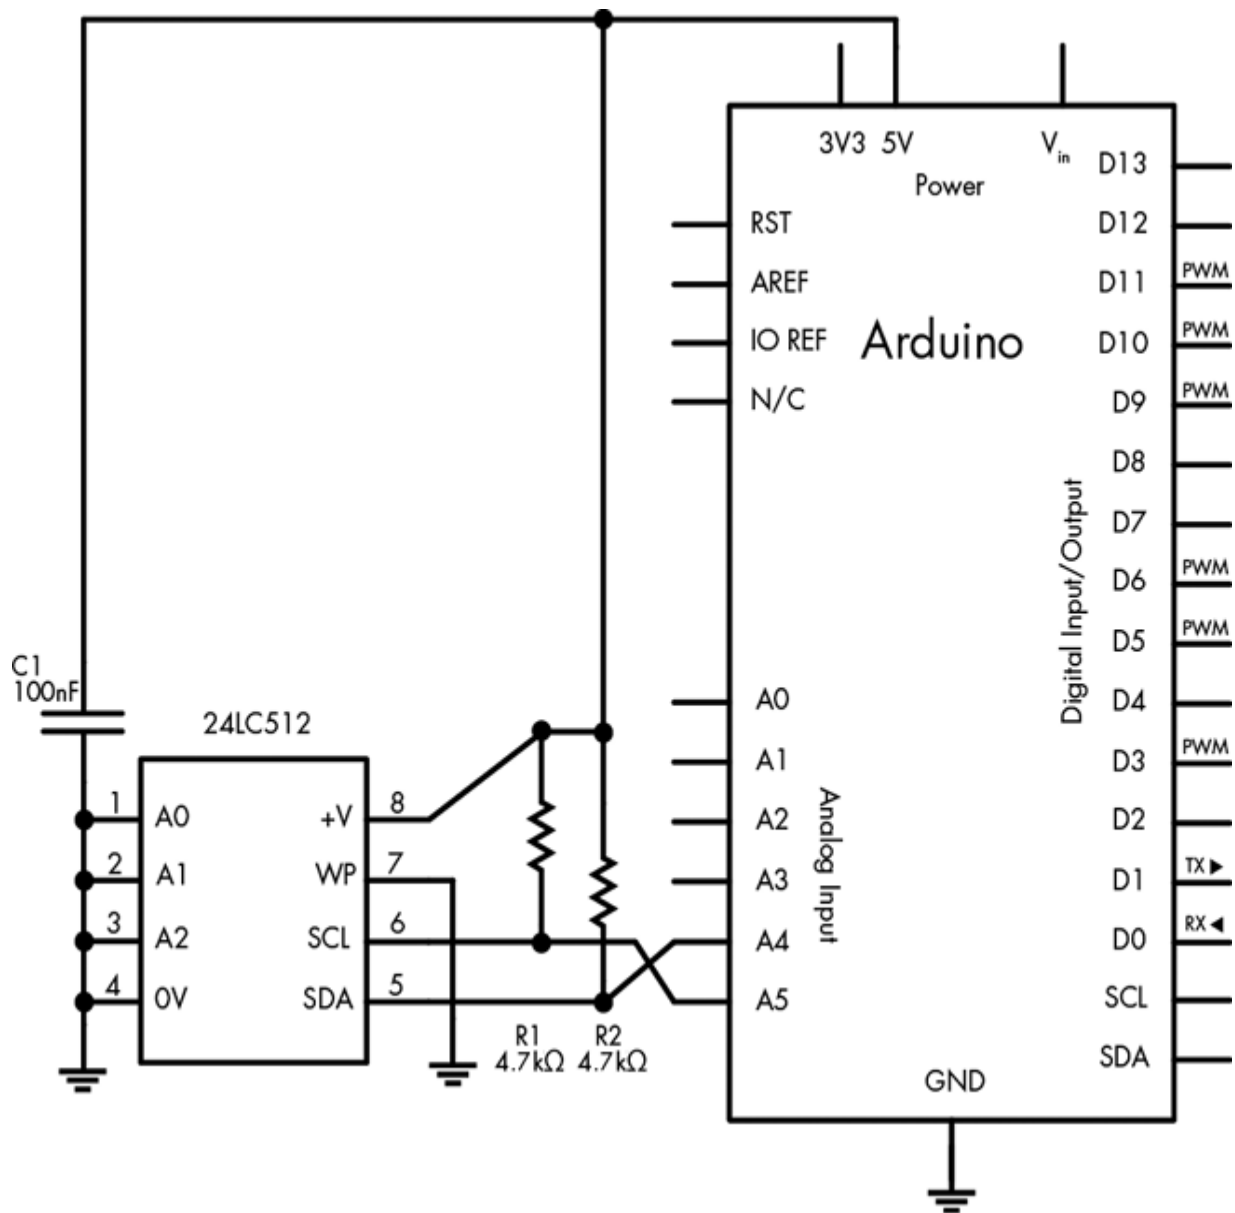 3V3 5V
V in
Power
D13
RST
D12
AREF
D11
PWM
Arduino
IO REF
D10
PWM
N/C
D9
PWM
D8
D7
Digital Input/Output
D6
PWM
D5
PWM
C1
100nF
24LC512
A0
D4
A1
D3
PWM
Analog Input
1
A0
+V
8
A2
D2
2
A1
WP
7
A3
D1
TX ▶
3
A2
SCL
6
A4
D0
RX ◀
4
0V
SDA
5
A5
SCL
R1
4.7kΩ
R2
4.7kΩ
SDA
GND